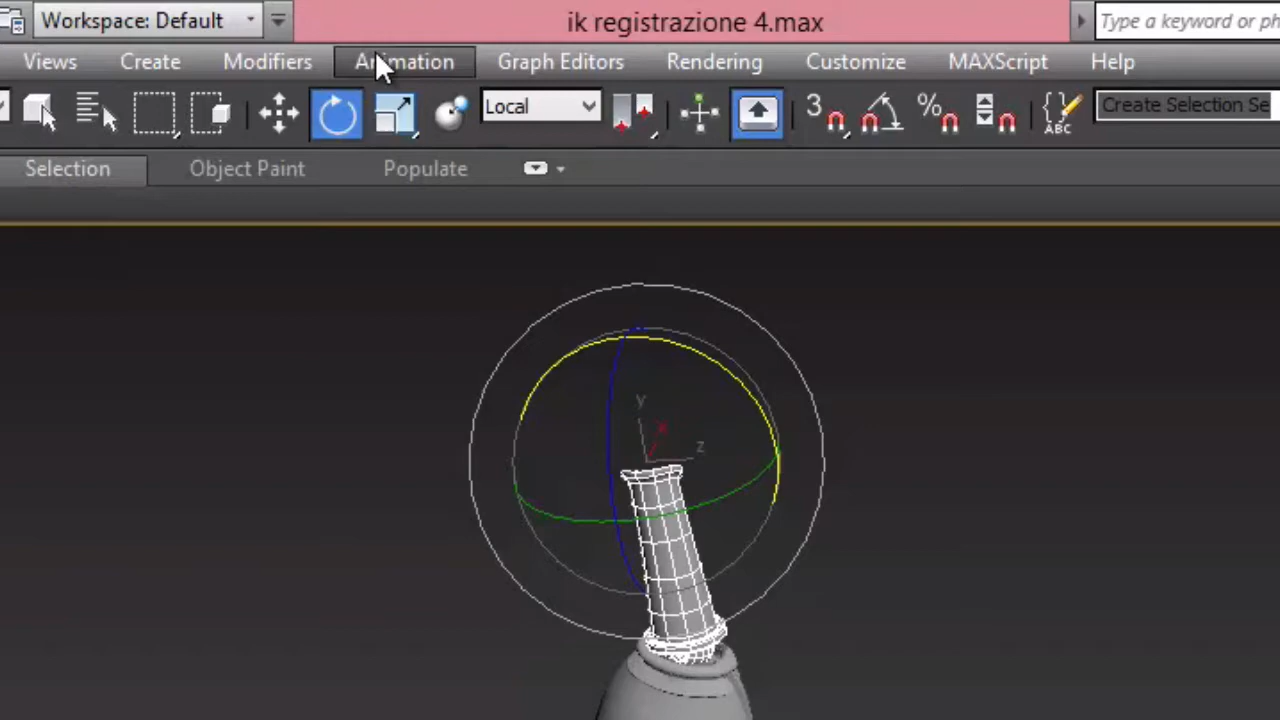 Workspace: Default
ik registrazione 4.max
Type a keyword or ph
Views Create Modifiers Animation Graph Editors Rendering Customize MAXScript Help
Local 3 % ABC Create Selection Se
Selection Object Paint Populate
y
x
z